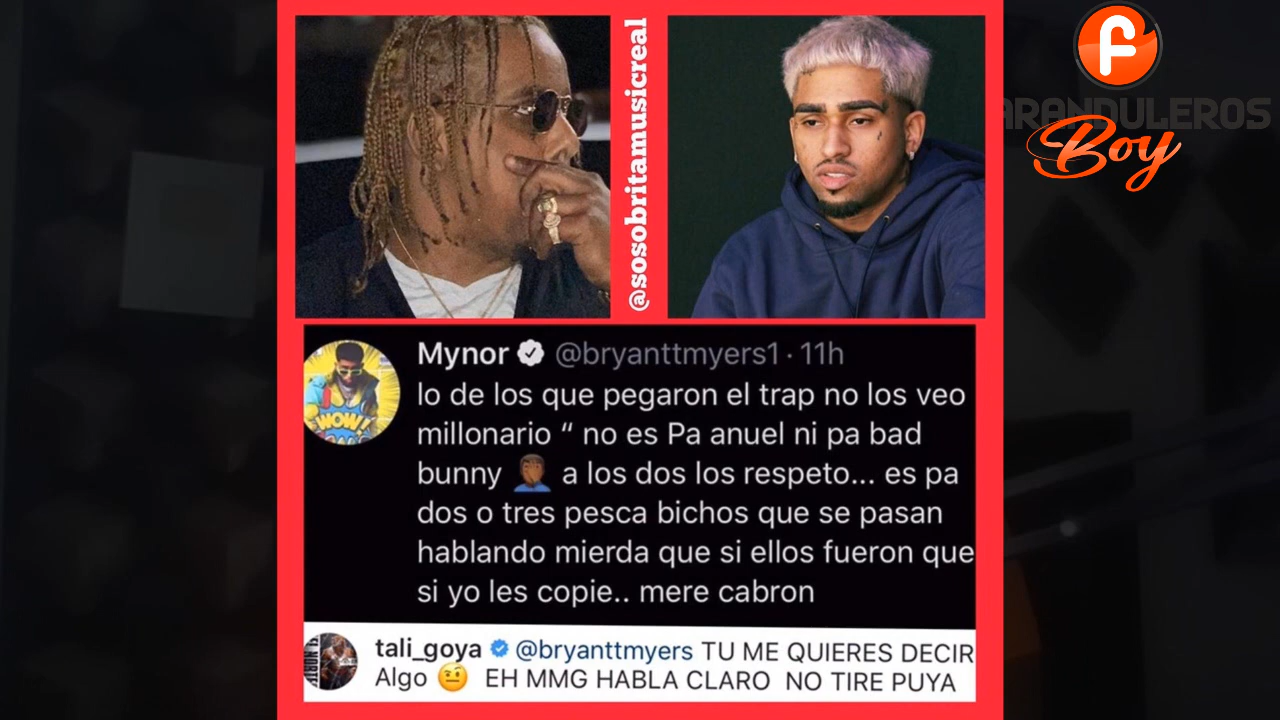 @sosobritamusicreal
f
ARANDULEROS
Boy
Mynor @bryanttmyers1 · 11h
lo de los que pegaron el trap no los veo
millonario “ no es Pa anuel ni pa bad
bunny 🤦🏾‍♂️ a los dos los respeto... es pa
dos o tres pesca bichos que se pasan
hablando mierda que si ellos fueron que
si yo les copie.. mere cabron
WOW!
tali_goya @bryanttmyers TU ME QUIERES DECIR
Algo 🤨 EH MMG HABLA CLARO NO TIRE PUYA